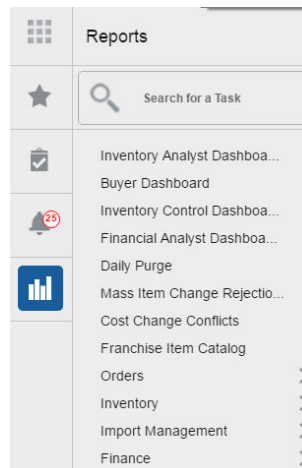 Reports
Search for a Task
Inventory Analyst Dashboa...
Buyer Dashboard
25
Inventory Control Dashboa...
Financial Analyst Dashboa...
Daily Purge
Mass Item Change Rejectio...
Cost Change Conflicts
Franchise Item Catalog
Orders
Inventory
Import Management
Finance